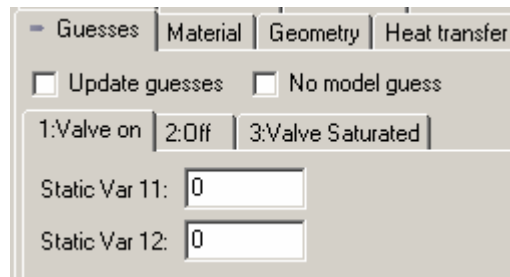 Guesses Material Geometry Heat transfer
Update guesses No model guess
1:Valve on 2:Off 3:Valve Saturated
Static Var 11: 0
Static Var 12: 0